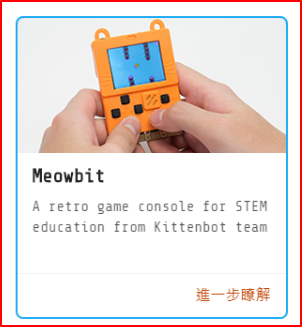 Meowbit
A retro game console for STEM
education from Kittenbot team
進一步瞭解